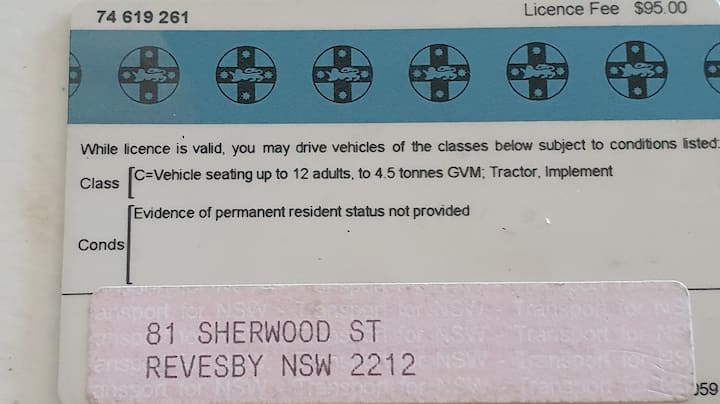 74 619 261
Licence Fee $95.00
While licence is valid, you may drive vehicles of the classes below subject to conditions listed.
Class C=Vehicle seating up to 12 adults, to 4.5 tonnes GVM; Tractor, Implement
Evidence of permanent resident status not provided
Conds
81 SHERWOOD ST
REVESBY NSW 2212
059